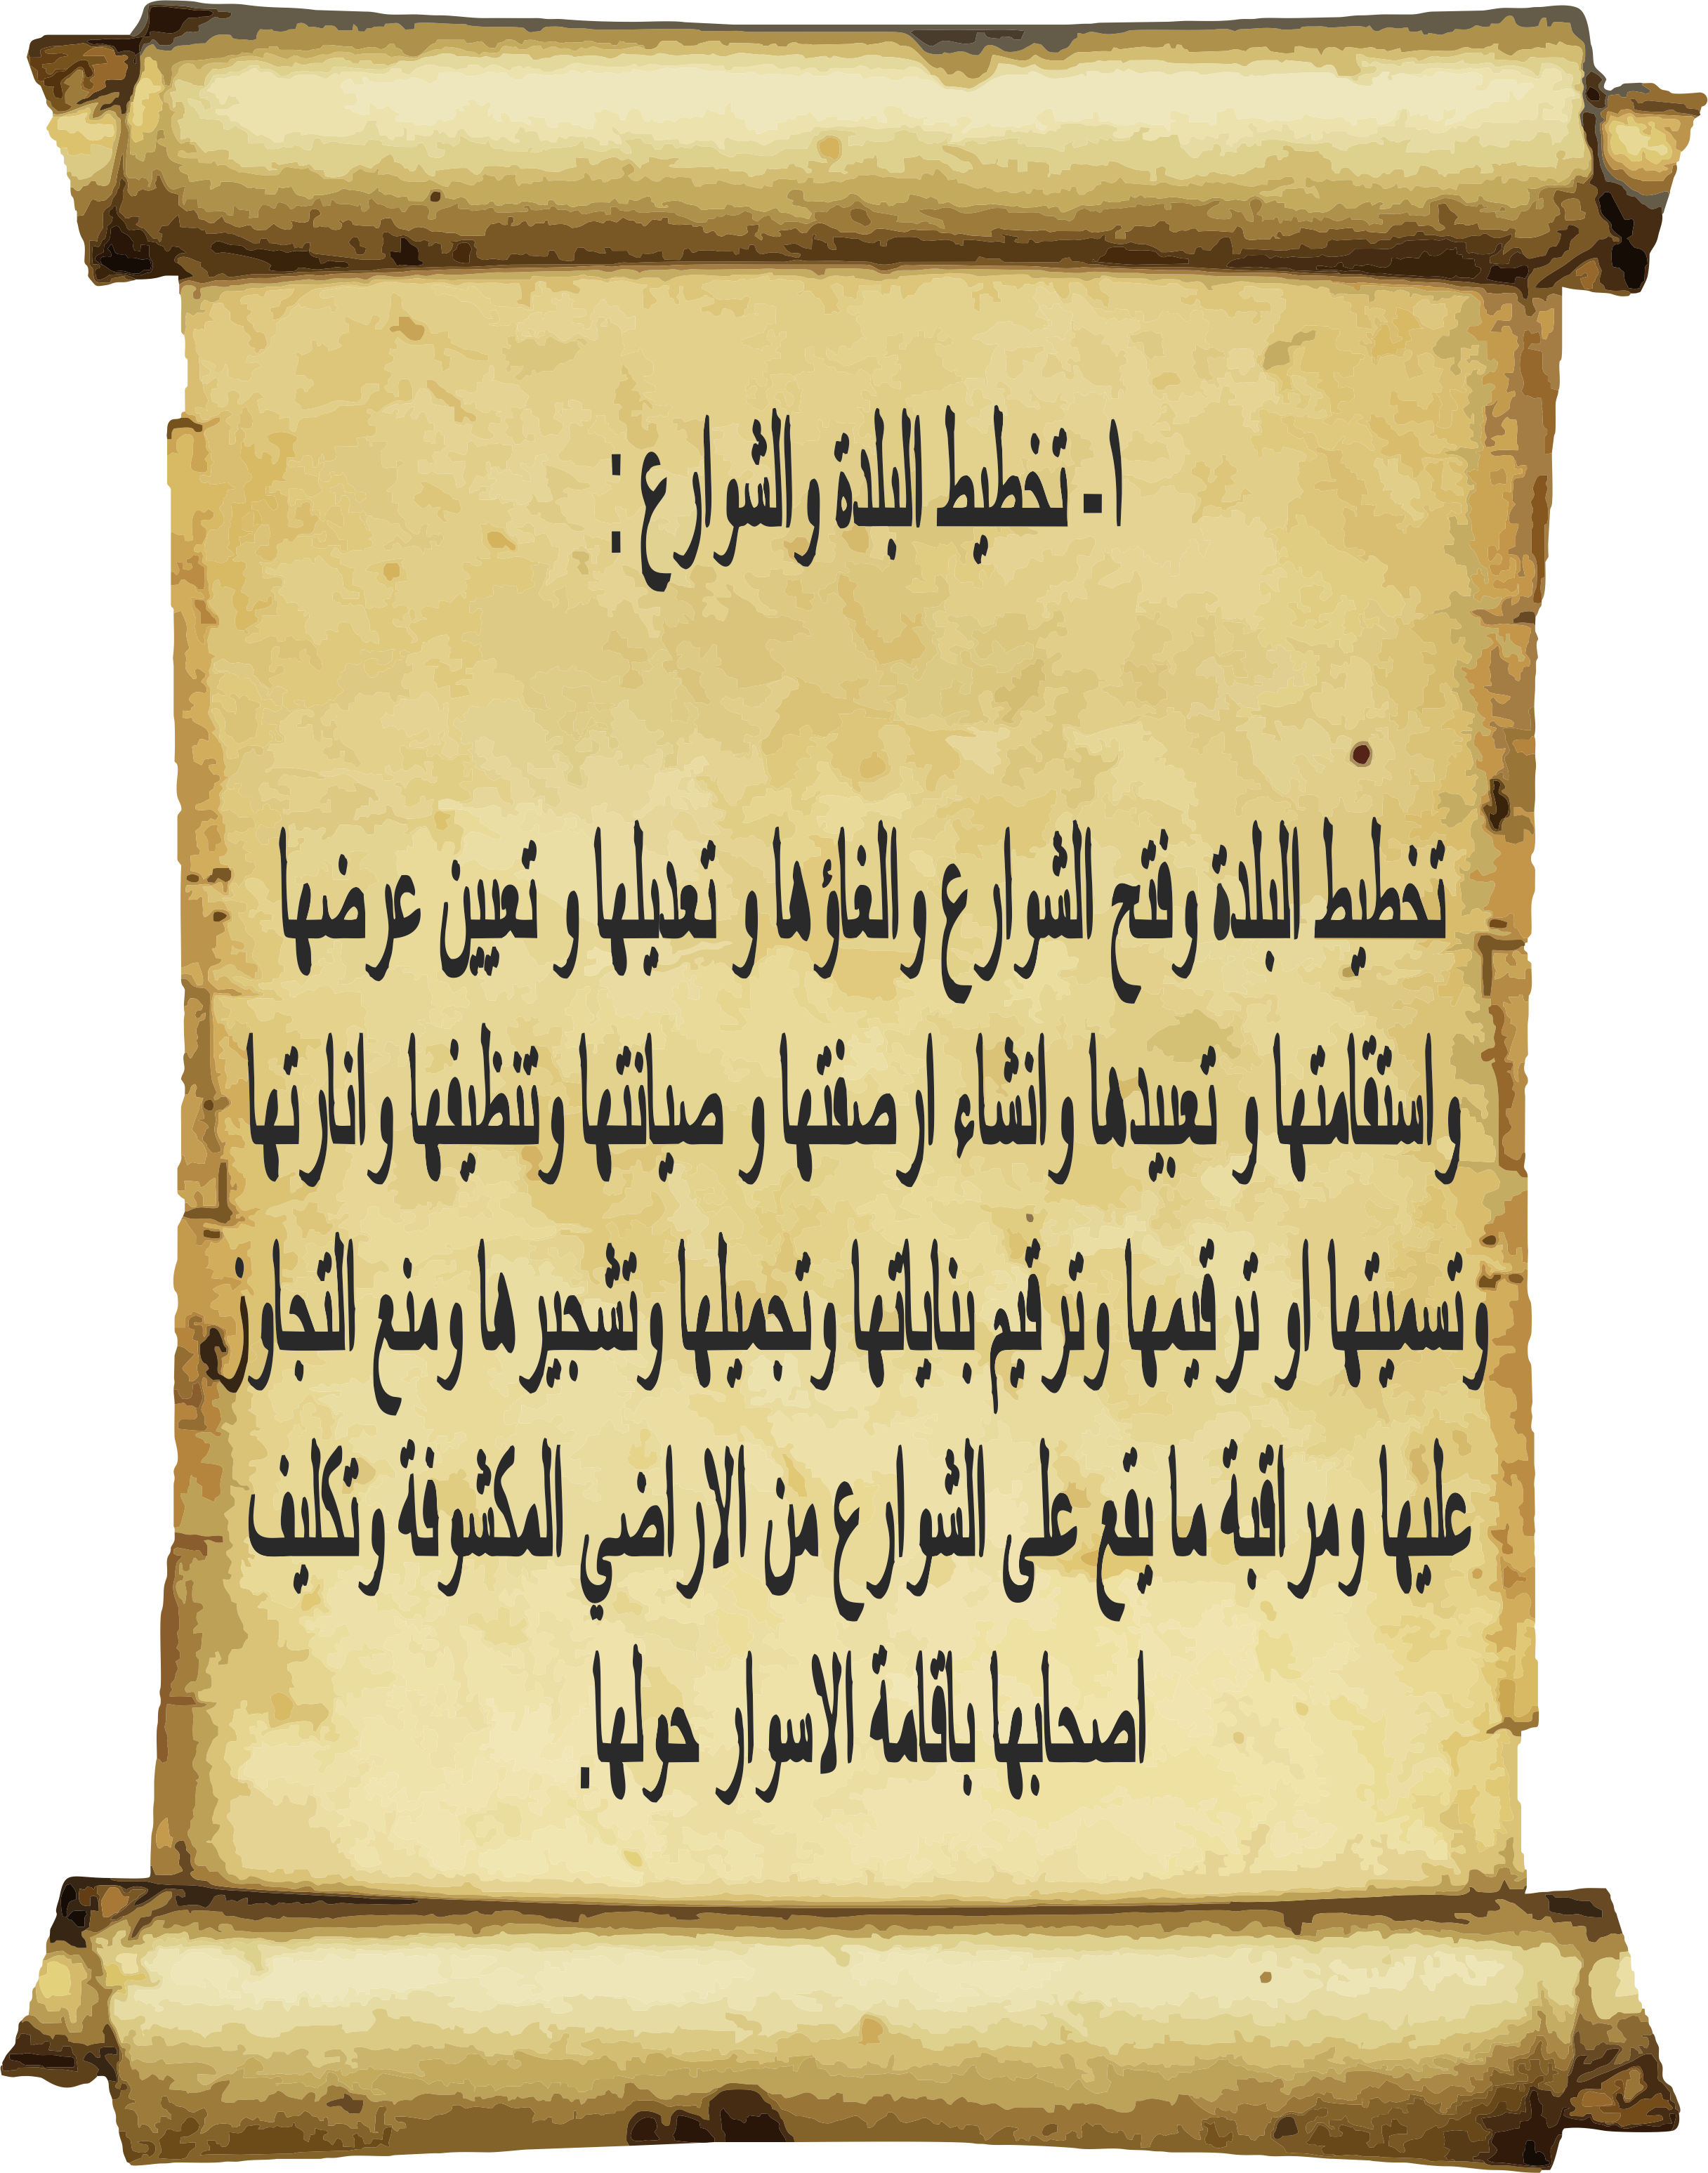 ١- تخطيط البلدة والشوارع :
تخطيط البلدة وفتح الشوارع والغاؤها و تعديلها و تعيين عرضها
واستقامتها و تعبيدها وانشاء ارصفتها و صيانتها وتنظيفها وانارتها
وتسميتها او ترقيمها وترقيم بناياتها وتجميلها وتشجيرها ومنع التجاوز
عليها ومراقبة ما يقع على الشوارع من الاراضي المكشوفة وتكليف
اصحابها باقامة الاسوار حولها.